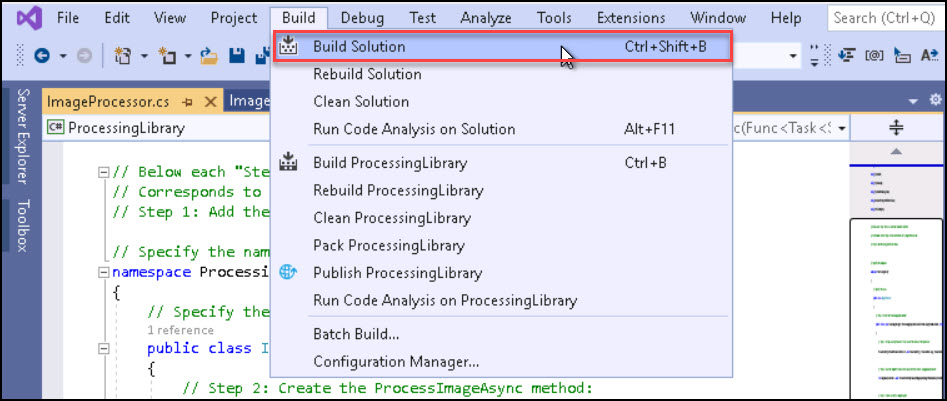 File Edit View Project Build Debug Test Analyze Tools Extensions Window Help Search (Ctrl+Q)
Build Solution Ctrl+Shift+B
Rebuild Solution
Clean Solution
Run Code Analysis on Solution Alt+F11
Build ProcessingLibrary Ctrl+B
Rebuild ProcessingLibrary
Clean ProcessingLibrary
Pack ProcessingLibrary
Publish ProcessingLibrary
Run Code Analysis on ProcessingLibrary
Batch Build...
Configuration Manager...
Server Explorer
Toolbox
ImageProcessor.cs Image
C# ProcessingLibrary c(Func<Task<S
// Below each "Ste
// Corresponds to
// Step 1: Add the
// Specify the nam
namespace Processi
{
// Specify the
1 reference
public class I
{
// Step 2: Create the ProcessImageAsync method: